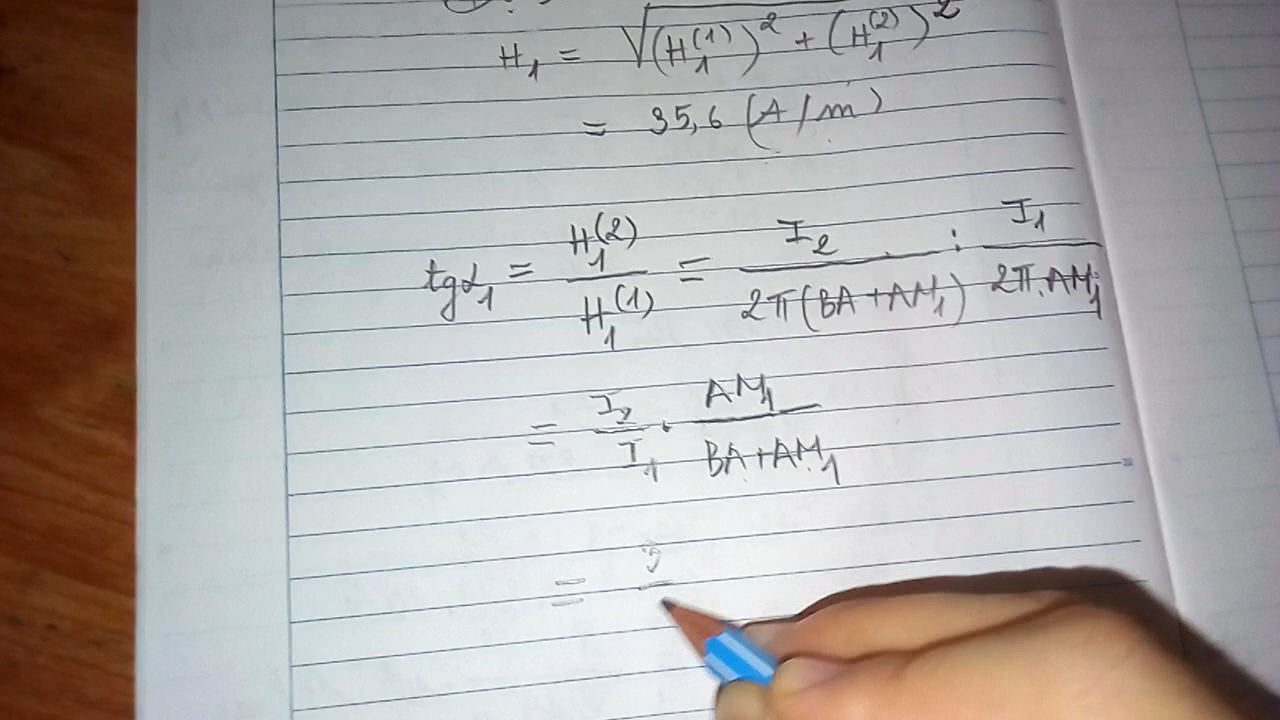 H₁ = √((H₁⁽¹⁾)² + (H₁⁽²⁾)²)
= 35,6 (A/m)
tgα₁ = H₁⁽²⁾ / H₁⁽¹⁾ = I₂ / 2π(BA+AM₁) : I₁ / 2π.AM₁
= I₂/I₁ . AM₁ / BA+AM₁
=